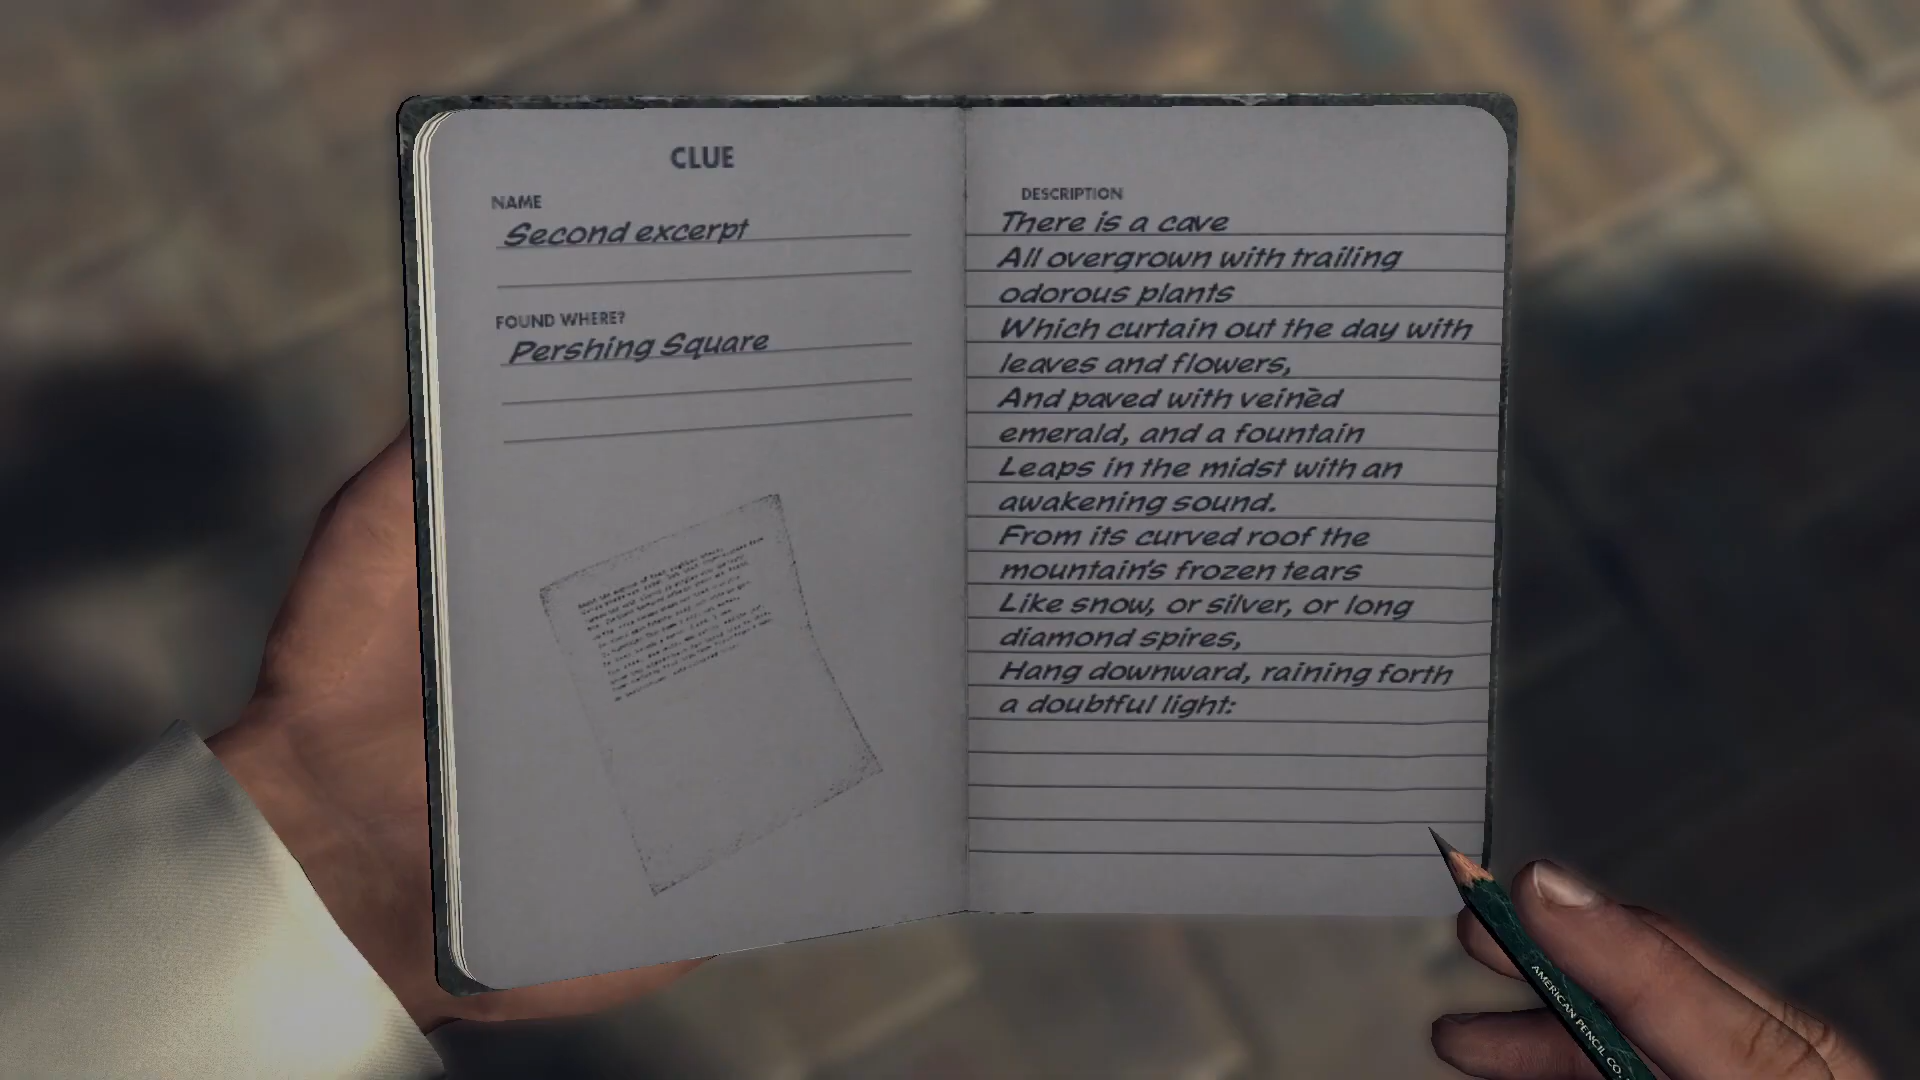 CLUE
NAME
Second excerpt
FOUND WHERE?
Pershing Square
DESCRIPTION
There is a cave
All overgrown with trailing
odorous plants
Which curtain out the day with
leaves and flowers,
And paved with veinèd
emerald, and a fountain
Leaps in the midst with an
awakening sound.
From its curved roof the
mountain's frozen tears
Like snow, or silver, or long
diamond spires,
Hang downward, raining forth
a doubtful light:
AMERICAN PENCIL CO.